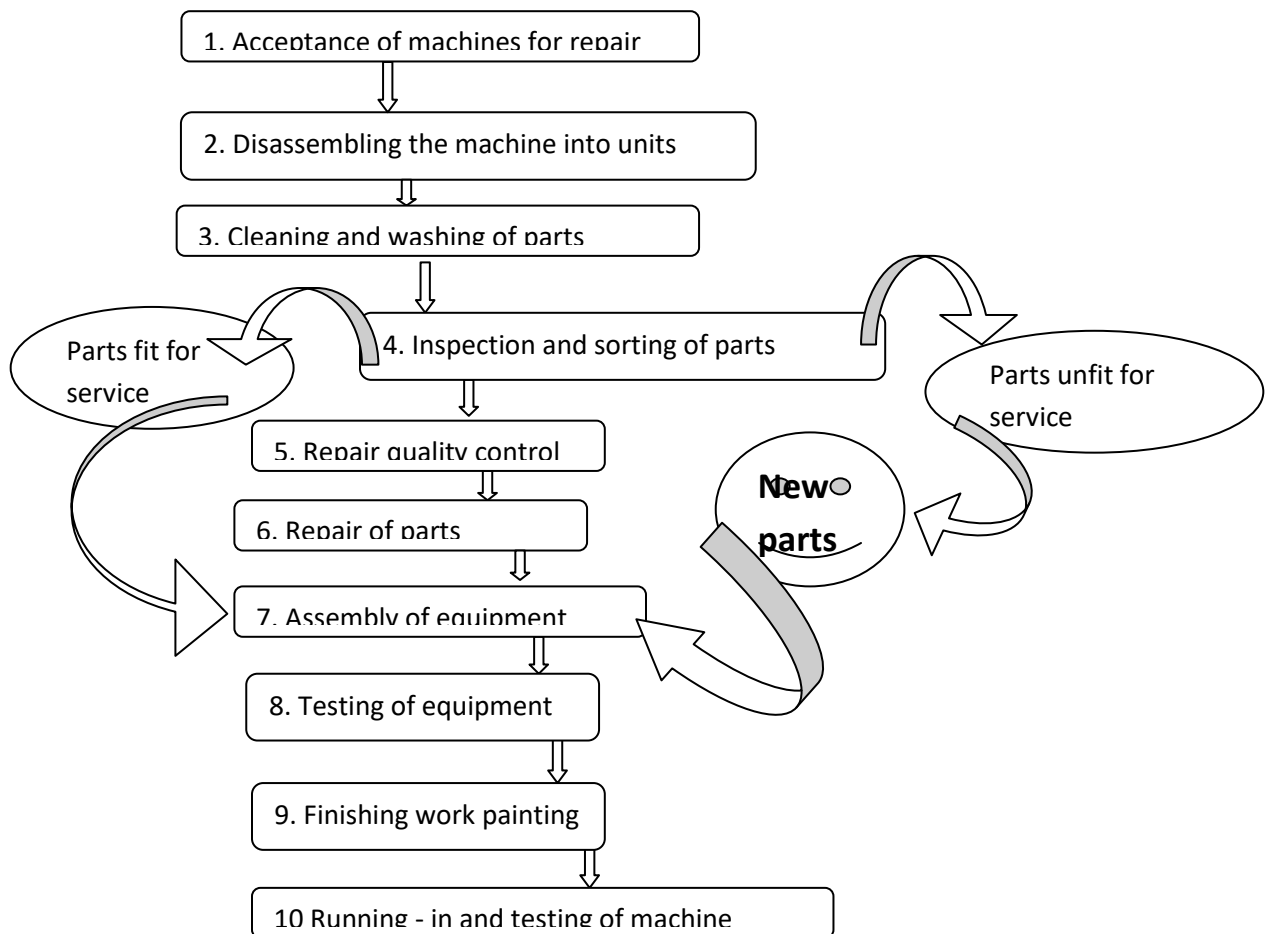 1. Acceptance of machines for repair
2. Disassembling the machine into units
3. Cleaning and washing of parts
4. Inspection and sorting of parts
Parts fit for
service
Parts unfit for
service
5. Repair quality control
New
parts
6. Repair of parts
7. Assembly of equipment
8. Testing of equipment
9. Finishing work painting
10 Running - in and testing of machine